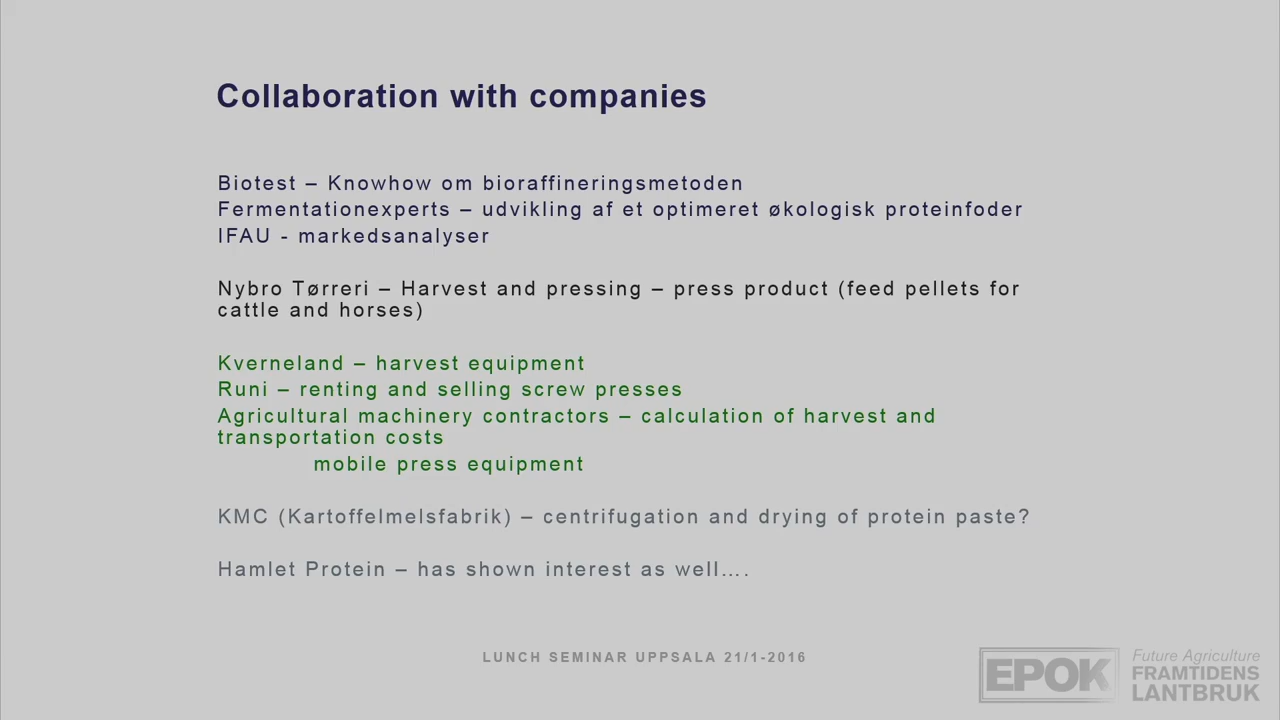 Collaboration with companies
Biotest – Knowhow om bioraffineringsmetoden
Fermentationexperts – udvikling af et optimeret økologisk proteinfoder
IFAU - markedsanalyser
Nybro Tørreri – Harvest and pressing – press product (feed pellets for
cattle and horses)
Kverneland – harvest equipment
Runi – renting and selling screw presses
Agricultural machinery contractors – calculation of harvest and
transportation costs
mobile press equipment
KMC (Kartoffelmelsfabrik) – centrifugation and drying of protein paste?
Hamlet Protein – has shown interest as well….
LUNCH SEMINAR UPPSALA 21/1-2016
EPOK
Future Agriculture
FRAMTIDENS
LANTBRUK